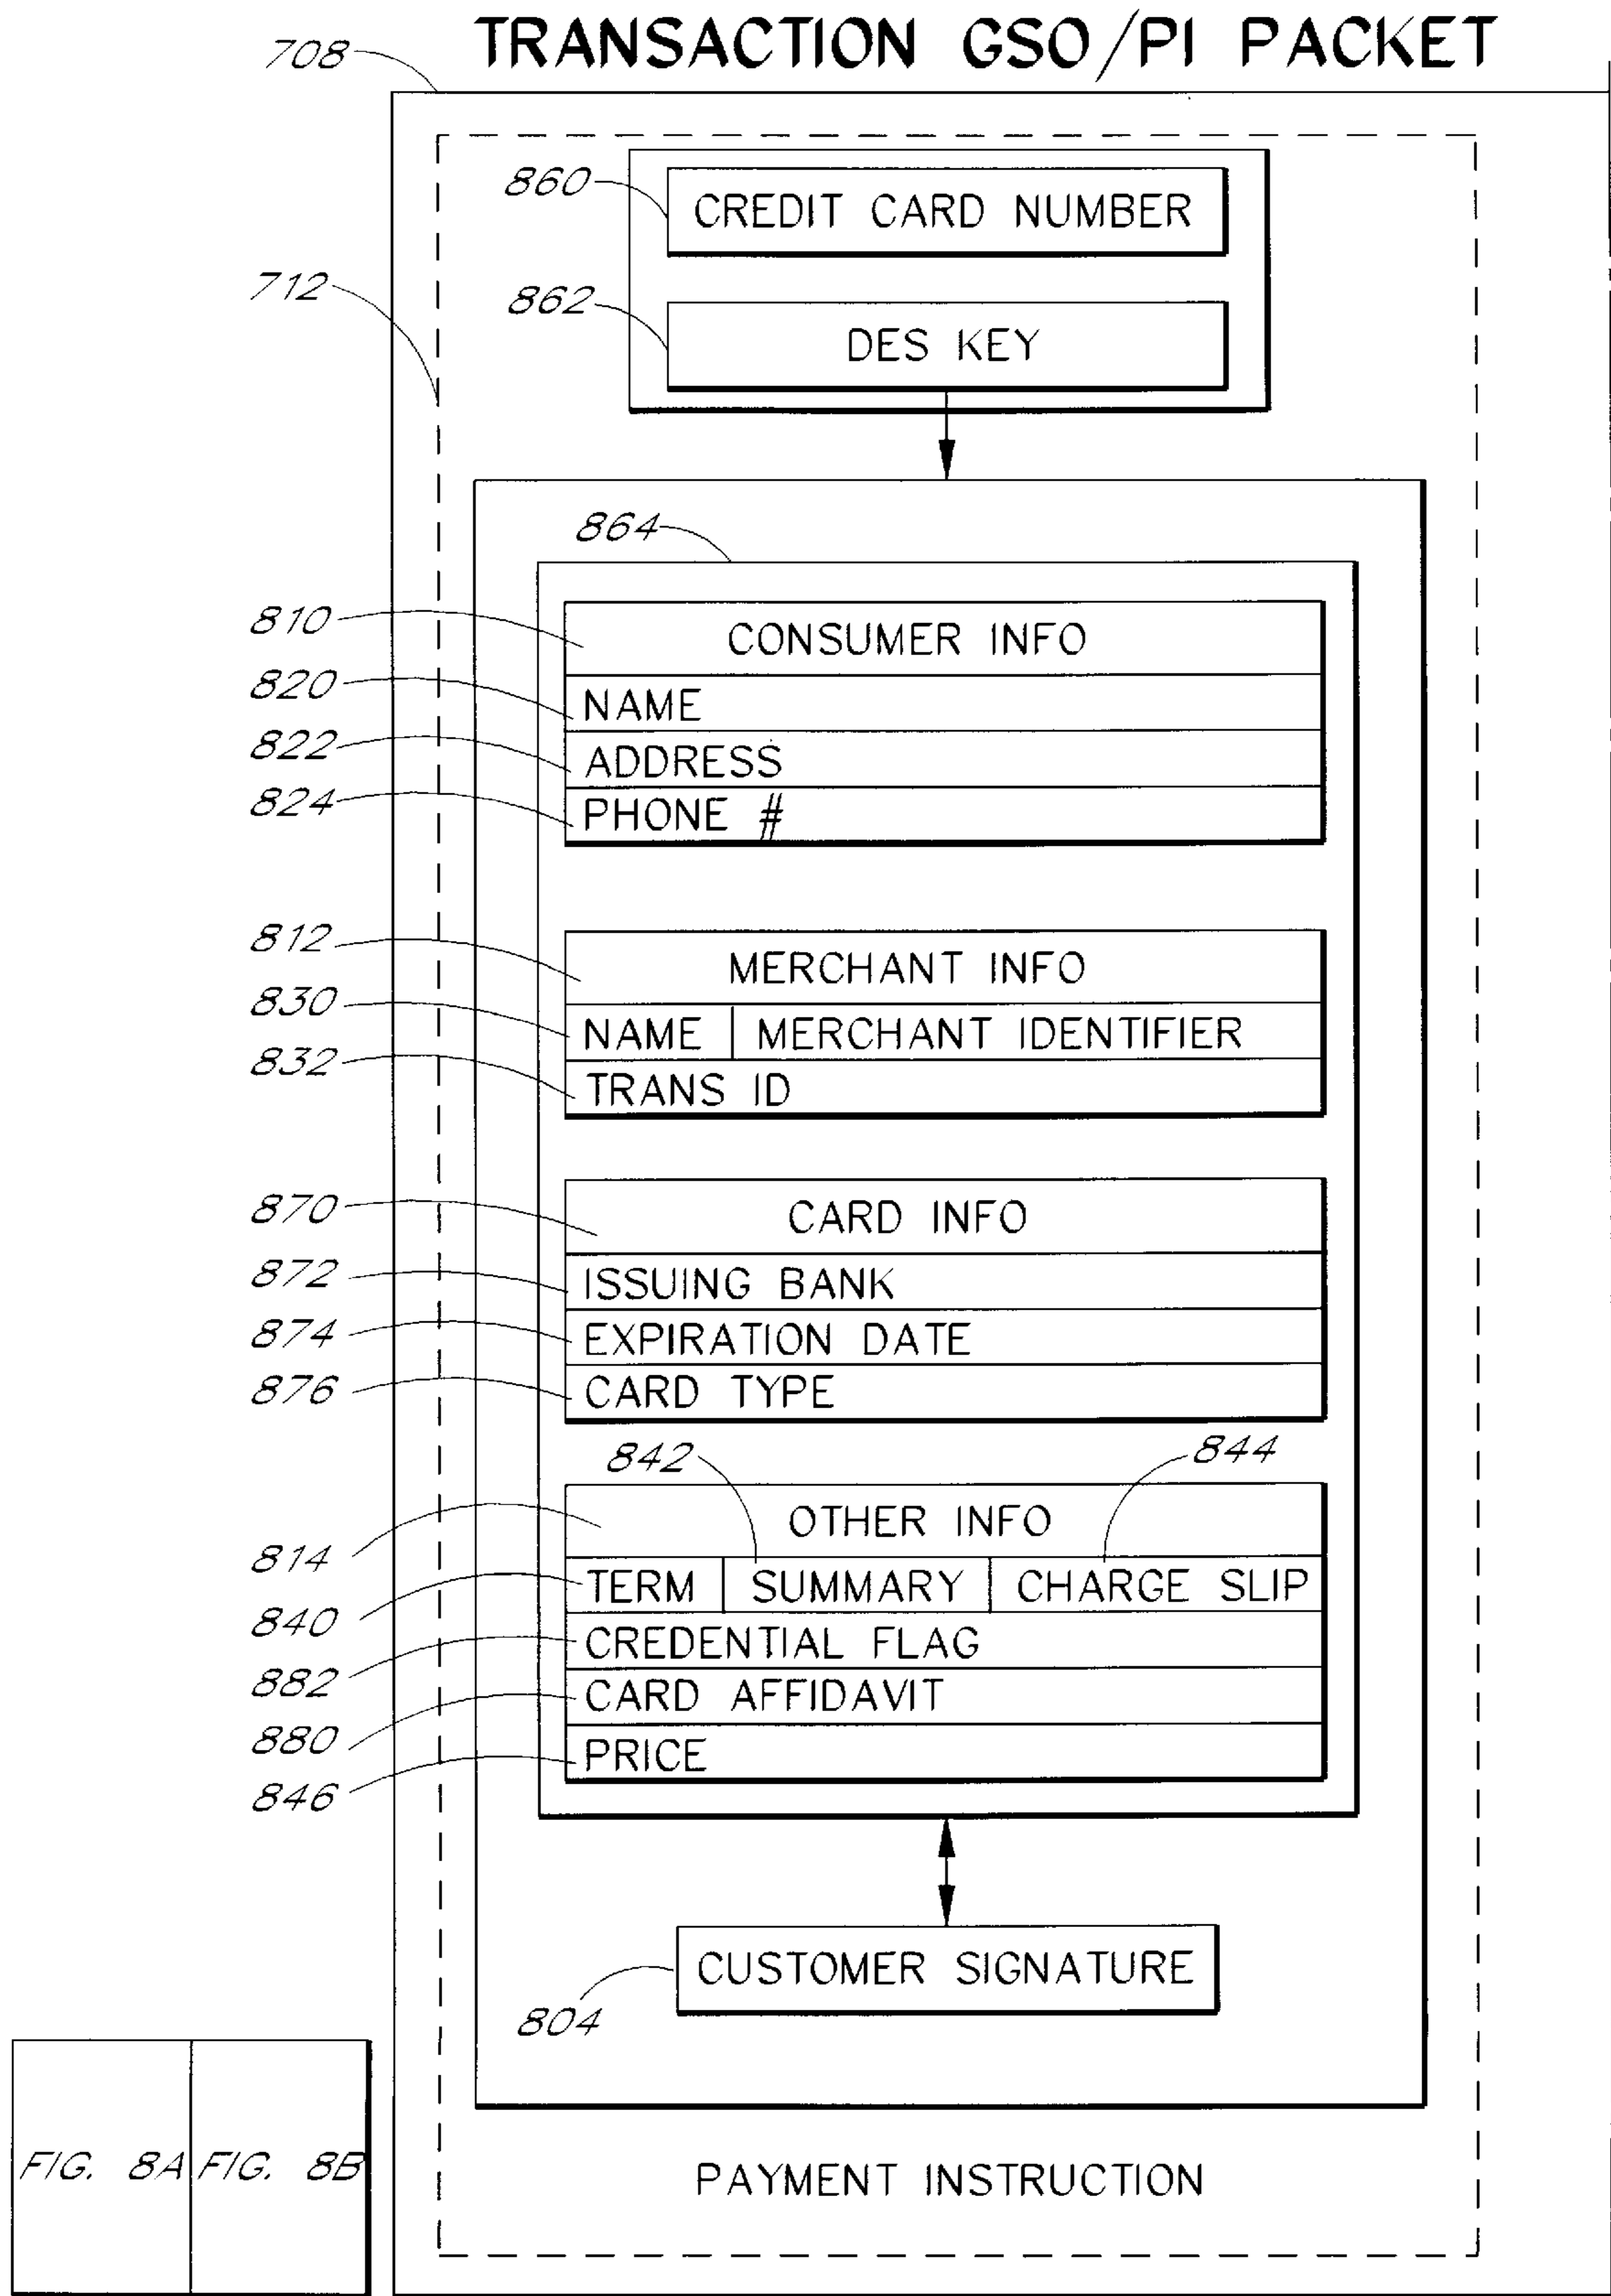 TRANSACTION GSO/PI PACKET
708
860
CREDIT CARD NUMBER
712
862
DES KEY
864
810
CONSUMER INFO
820
NAME
822
ADDRESS
824
PHONE #
812
MERCHANT INFO
830
NAME MERCHANT IDENTIFIER
832
TRANS ID
870
CARD INFO
872
ISSUING BANK
874
EXPIRATION DATE
876
CARD TYPE
842
844
814
OTHER INFO
840
TERM SUMMARY CHARGE SLIP
882
CREDENTIAL FLAG
880
CARD AFFIDAVIT
846
PRICE
CUSTOMER SIGNATURE
804
FIG. 8A FIG. 8B
PAYMENT INSTRUCTION